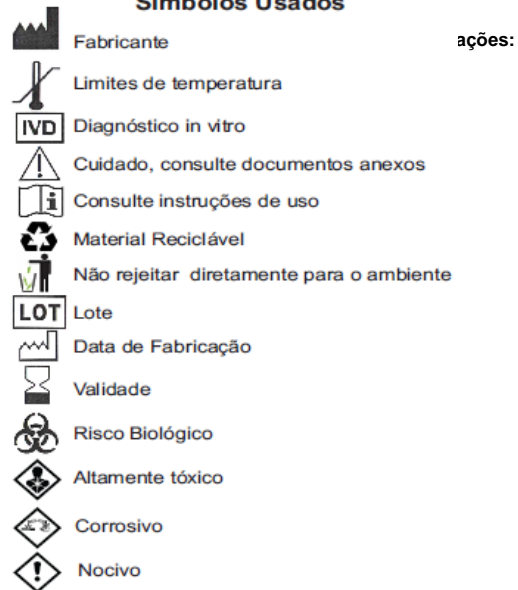 Símbolos Usados
Fabricante
ações:
Limites de temperatura
IVD Diagnóstico in vitro
Cuidado, consulte documentos anexos
Consulte instruções de uso
Material Reciclável
Não rejeitar diretamente para o ambiente
LOT Lote
Data de Fabricação
Validade
Risco Biológico
Altamente tóxico
Corrosivo
Nocivo